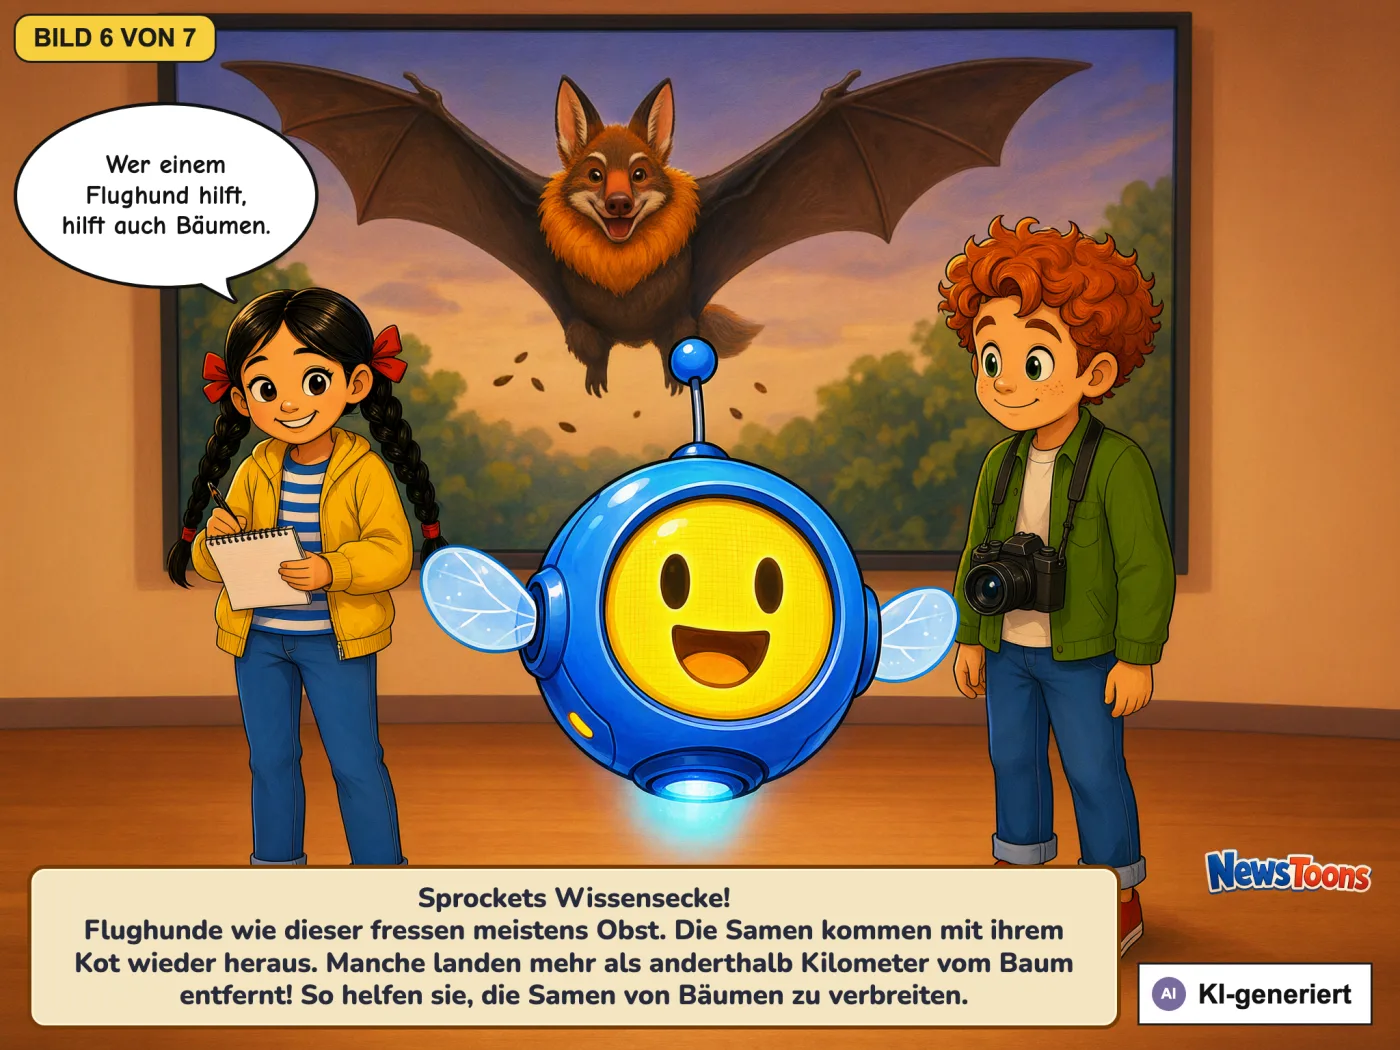 BILD 6 VON 7
Wer einem
Flughund hilft,
hilft auch Bäumen.
Sprockets Wissensecke!
Flughunde wie dieser fressen meistens Obst. Die Samen kommen mit ihrem
Kot wieder heraus. Manche landen mehr als anderthalb Kilometer vom Baum
entfernt! So helfen sie, die Samen von Bäumen zu verbreiten.
NewsToons
AI KI-generiert